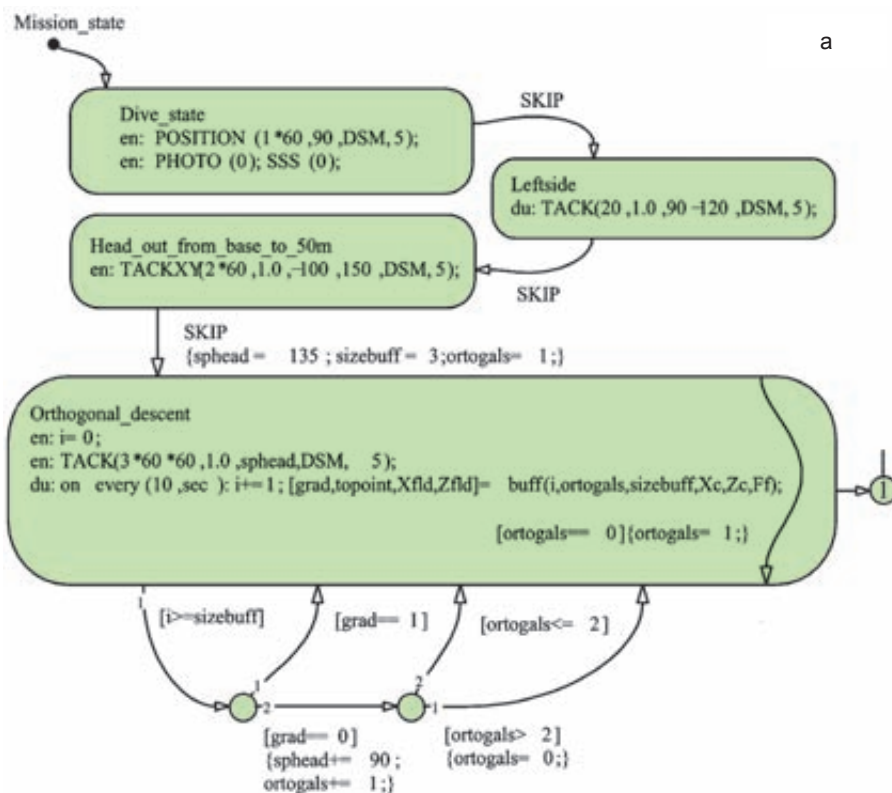 Mission_state
a
Dive_state
en: POSITION (1*60 ,90 ,DSM, 5);
en: PHOTO (0); SSS (0);
SKIP
Leftside
du: TACK(20 ,1.0 ,90 -120 ,DSM, 5);
Head_out_from_base_to_50m
en: TACKXY(2*60 ,1.0 ,-100 ,150 ,DSM, 5);
SKIP
SKIP
{sphead = 135 ; sizebuff = 3;ortogals= 1;}
Orthogonal_descent
en: i= 0;
en: TACK(3*60 *60 ,1.0 ,sphead,DSM, 5);
du: on every (10 ,sec ): i+=1; [grad,topoint,Xfld,Zfld]= buff(i,ortogals,sizebuff,Xc,Zc,Ff);
1
[ortogals== 0]{ortogals= 1;}
1
[i>=sizebuff]
[grad== 1]
[ortogals<= 2]
1
2
2
1
[grad== 0]
{sphead+= 90 ;
ortogals+= 1;}
[ortogals> 2]
{ortogals= 0;}